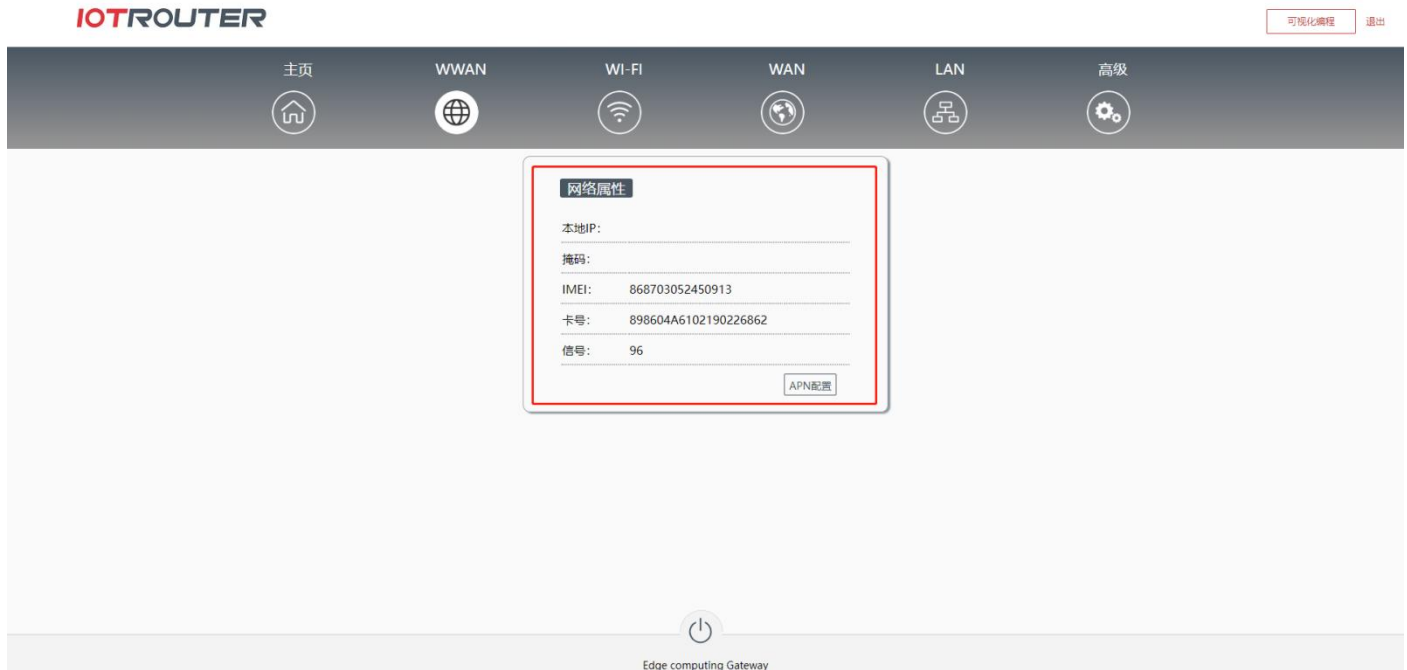 IOTROUTER
可视化编程 退出
主页 WWAN WI-FI WAN LAN 高级
网络属性
本地IP:
掩码:
IMEI: 868703052450913
卡号: 898604A6102190226862
信号: 96
APN配置
Edge computing Gateway